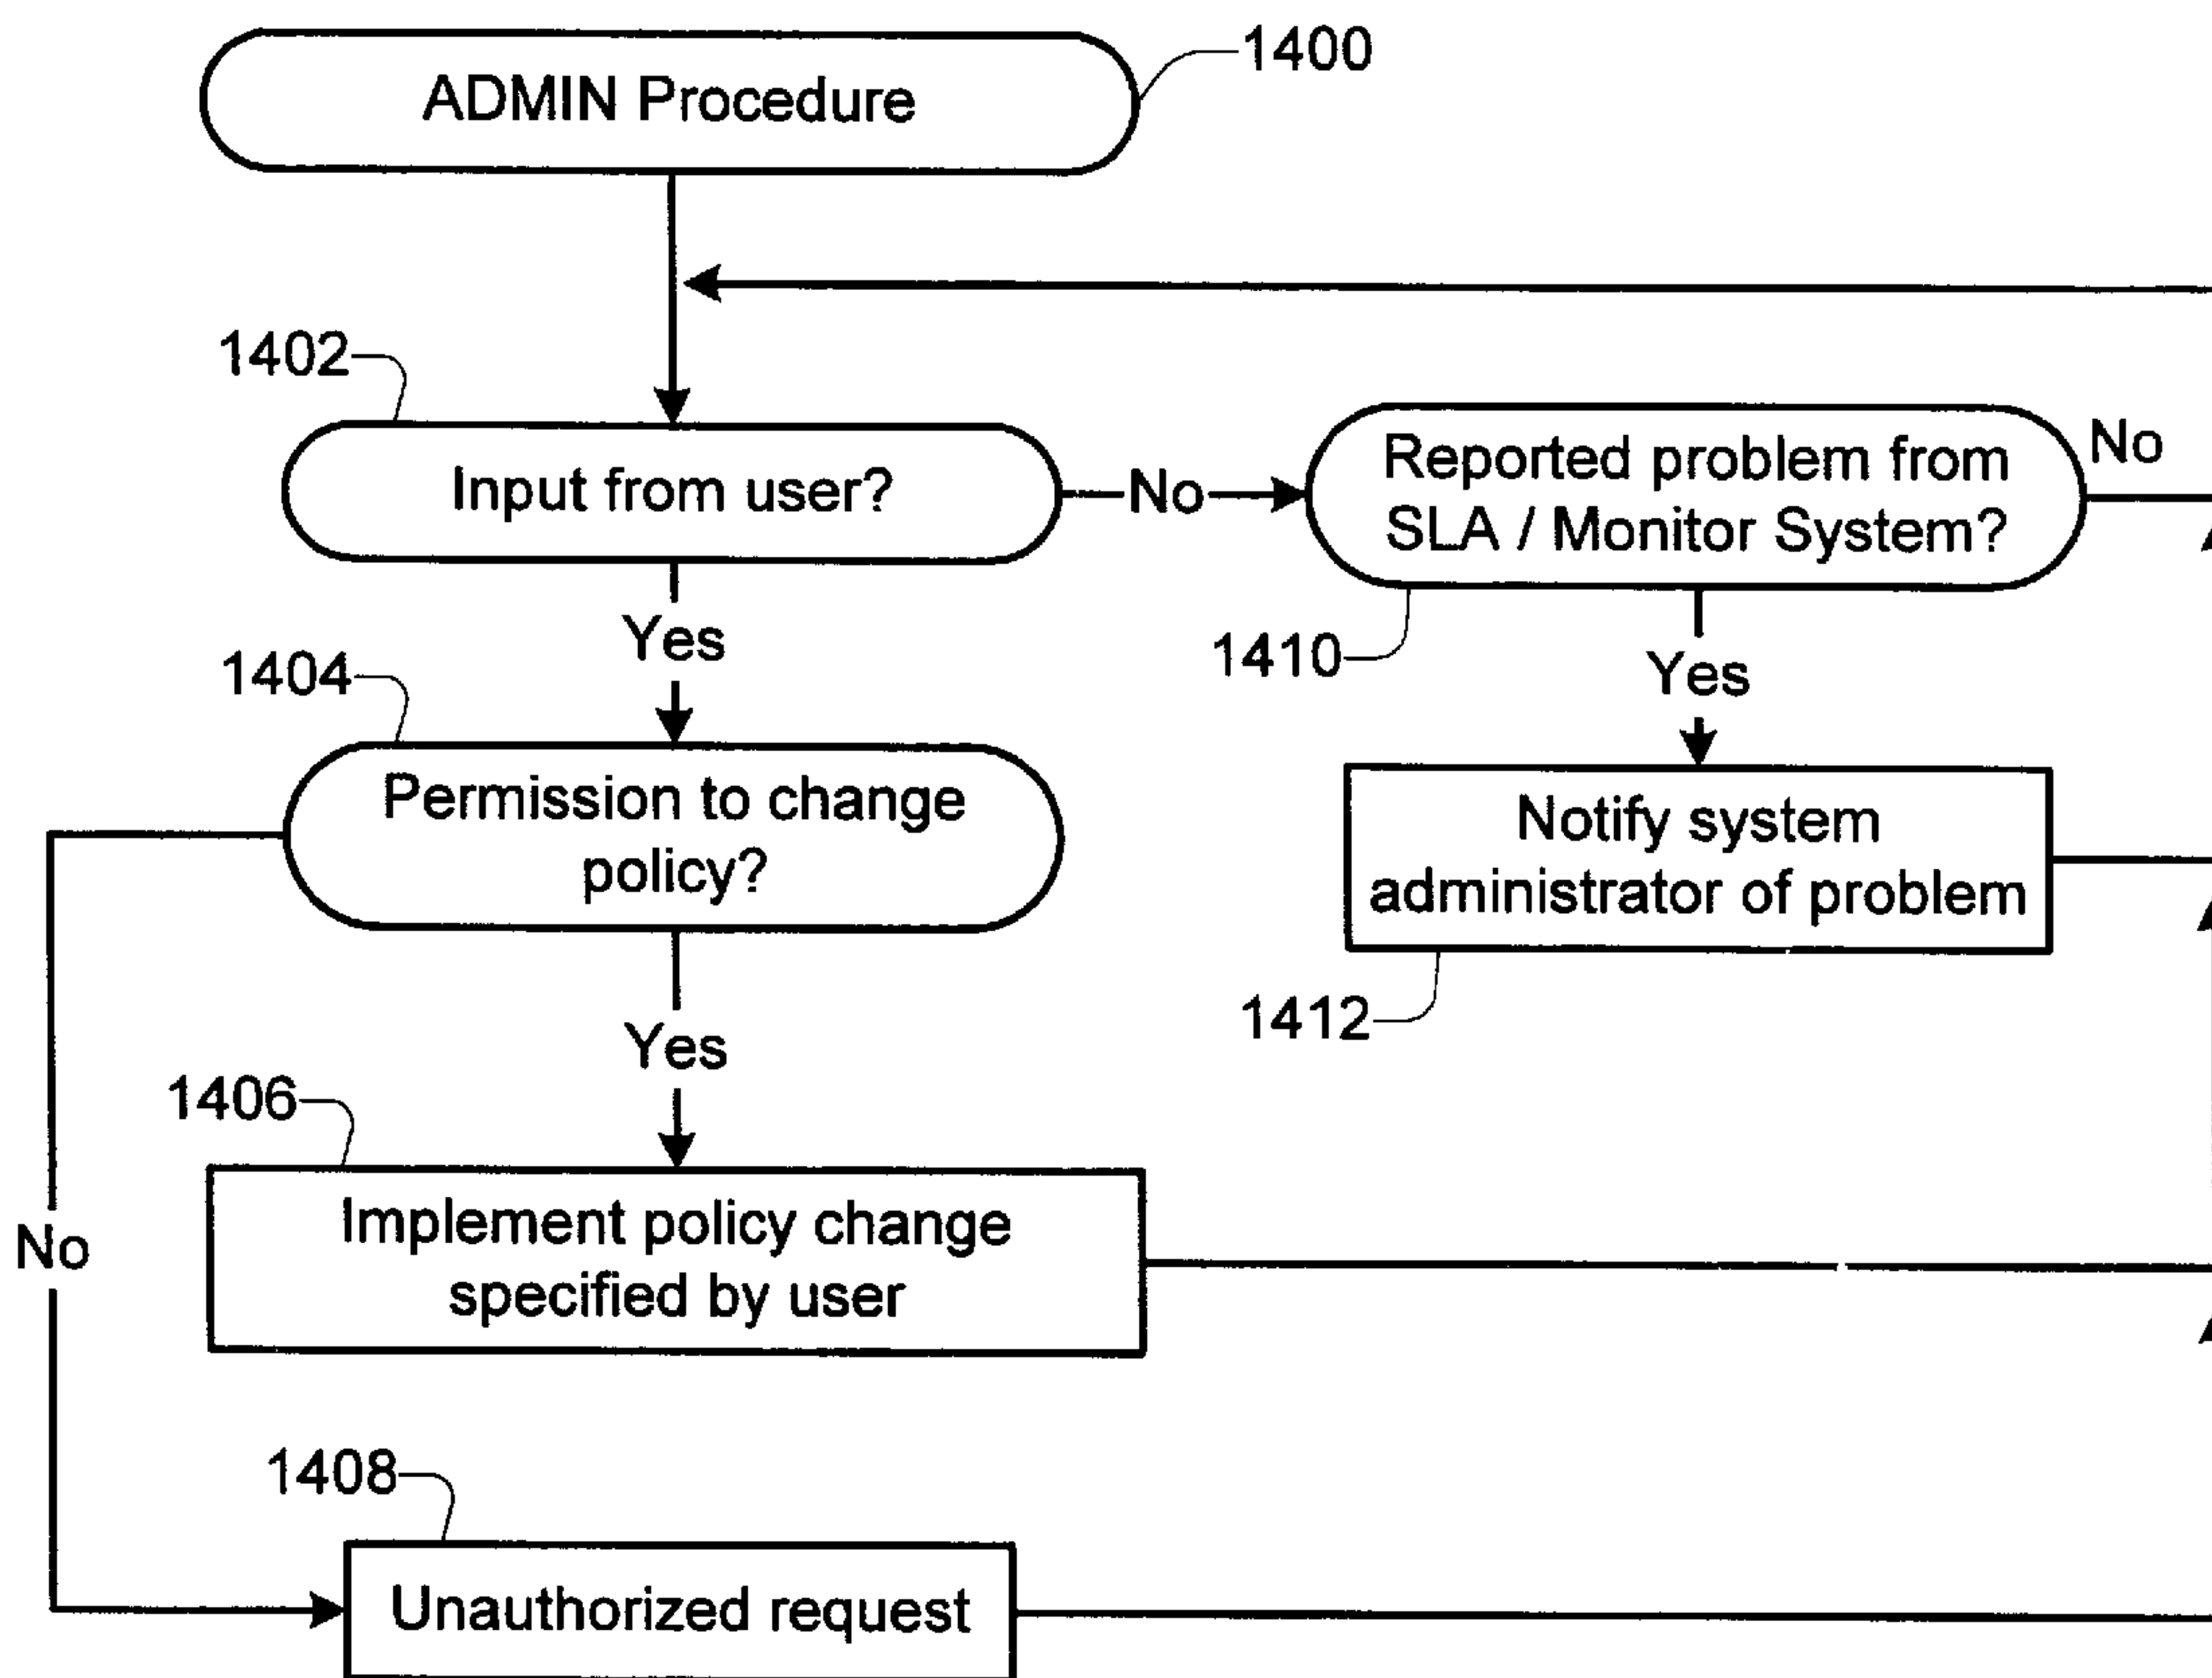 ADMIN Procedure
1400
1402
Input from user?
No
Reported problem from
SLA / Monitor System?
No
1410
Yes
Yes
1404
Permission to change
policy?
Notify system
administrator of problem
1412
Yes
1406
Implement policy change
specified by user
No
1408
Unauthorized request